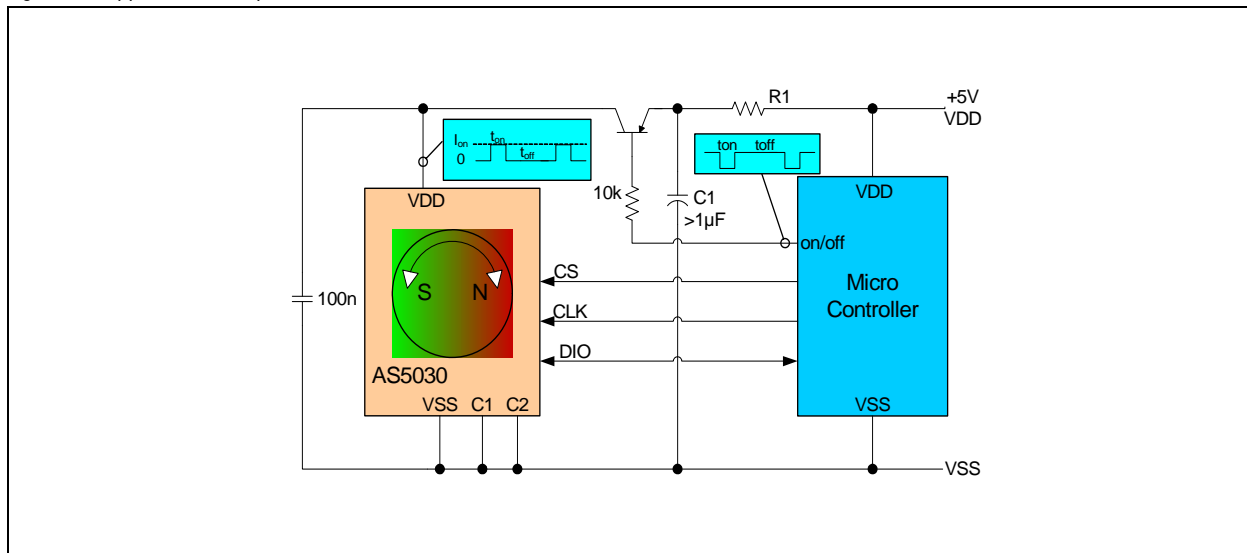 R1
+5V
VDD
Ion
ton
0
toff
ton
toff
VDD
VDD
10k
C1
>1µF
on/off
CS
Micro
Controller
S
N
100n
CLK
DIO
AS5030
VSS
C1
C2
VSS
VSS